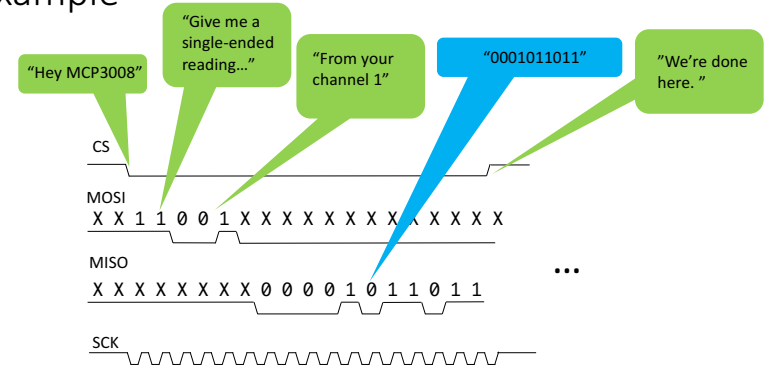 xample
“Hey MCP3008”
“Give me a
single-ended
reading…”
“From your
channel 1”
“0001011011”
”We’re done
here. ”
CS
MOSI
X X 1 1 0 0 1 X X X X X X X X X X X X X
MISO
X X X X X X X X 0 0 0 0 1 0 1 1 0 1 1
...
SCK